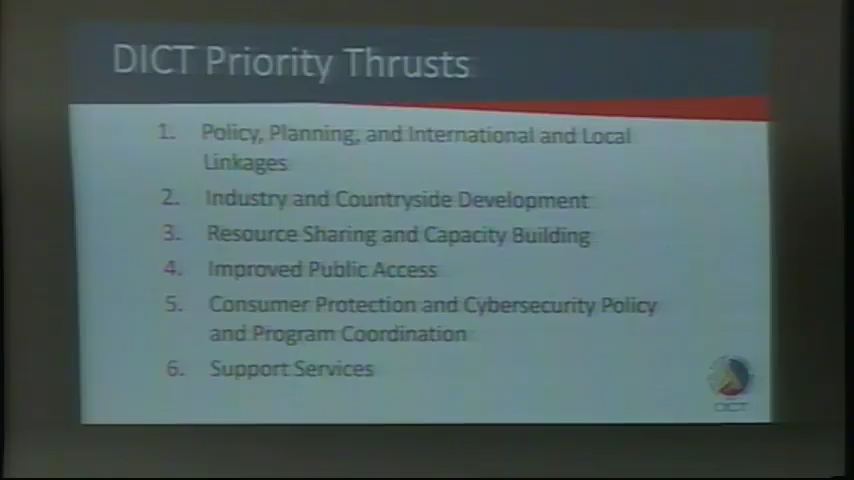 DICT Priority Thrusts
1. Policy, Planning, and International and Local
Linkages
2. Industry and Countryside Development
3. Resource Sharing and Capacity Building
4. Improved Public Access
5. Consumer Protection and Cybersecurity Policy
and Program Coordination
6. Support Services
DICT